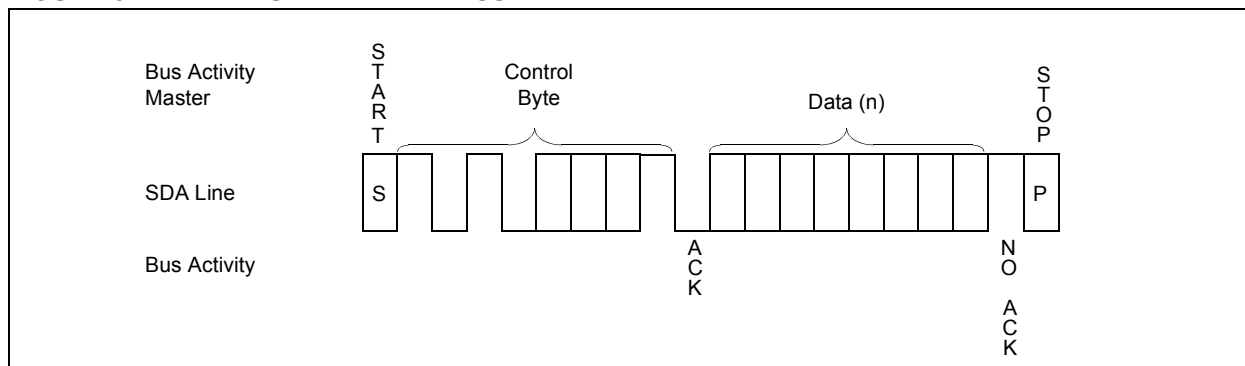 START
Bus Activity
Master
Control
Byte
Data (n)
STOP
SDA Line
S
P
Bus Activity
ACK
NO ACK